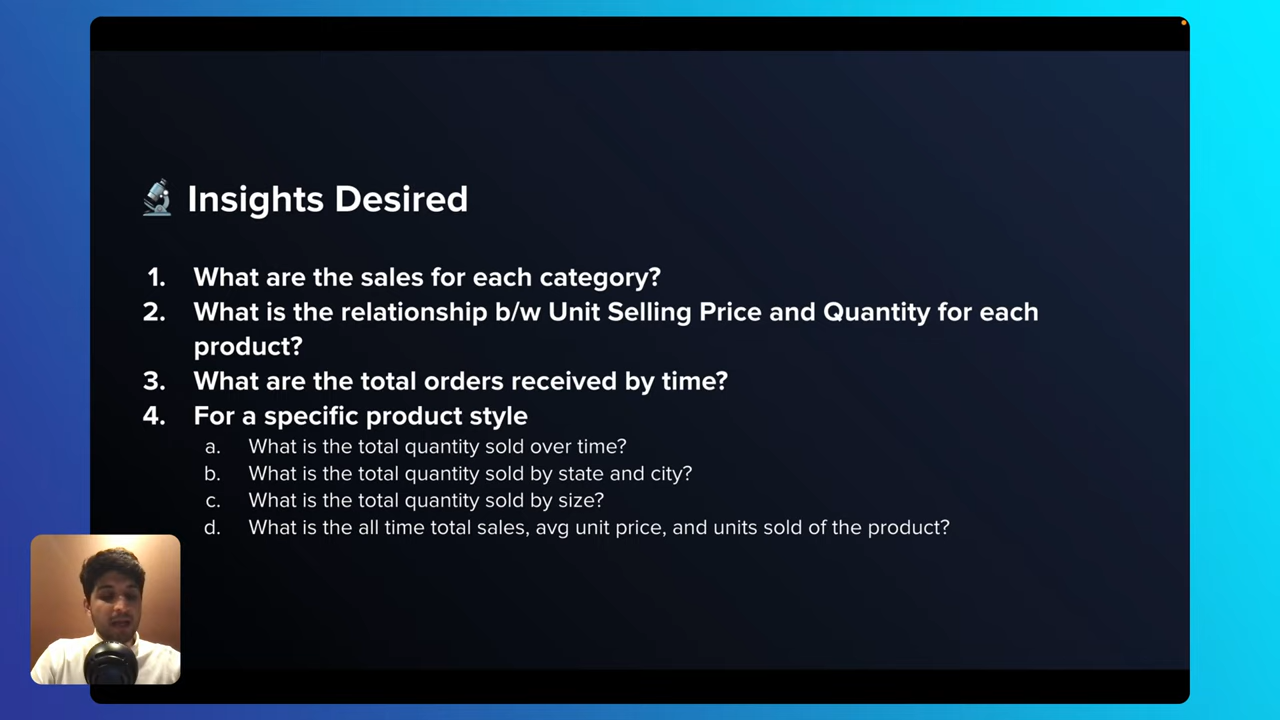 Insights Desired
1. What are the sales for each category?
2. What is the relationship b/w Unit Selling Price and Quantity for each
product?
3. What are the total orders received by time?
4. For a specific product style
a. What is the total quantity sold over time?
b. What is the total quantity sold by state and city?
c. What is the total quantity sold by size?
d. What is the all time total sales, avg unit price, and units sold of the product?